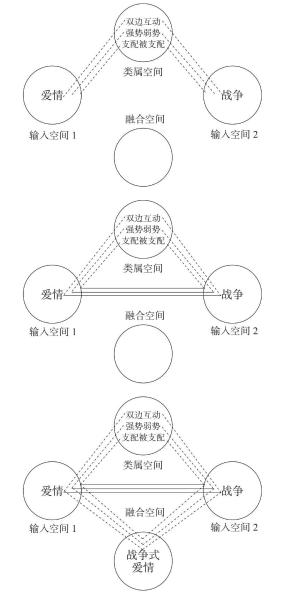 双边互动
强势弱势
支配被支配
爱情
类属空间
战争
输入空间 1
融合空间
输入空间 2
双边互动
强势弱势
支配被支配
类属空间
爱情
战争
输入空间 1
融合空间
输入空间 2
双边互动
强势弱势
支配被支配
类属空间
爱情
战争
输入空间 1
融合空间
输入空间 2
战争式
爱情